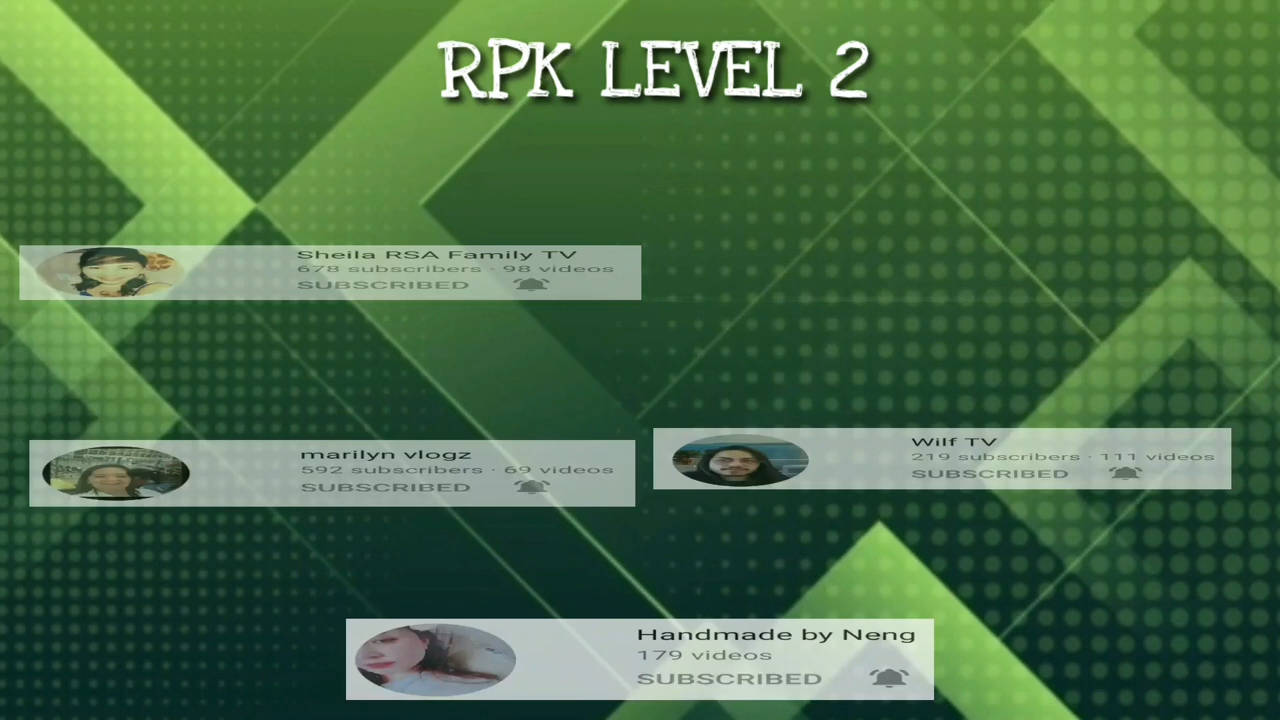 RPK LEVEL 2
Sheila RSA Family TV
678 subscribers · 98 videos
SUBSCRIBED
marilyn vlogz
592 subscribers · 69 videos
SUBSCRIBED
Wilf TV
219 subscribers · 111 videos
SUBSCRIBED
Handmade by Neng
179 videos
SUBSCRIBED